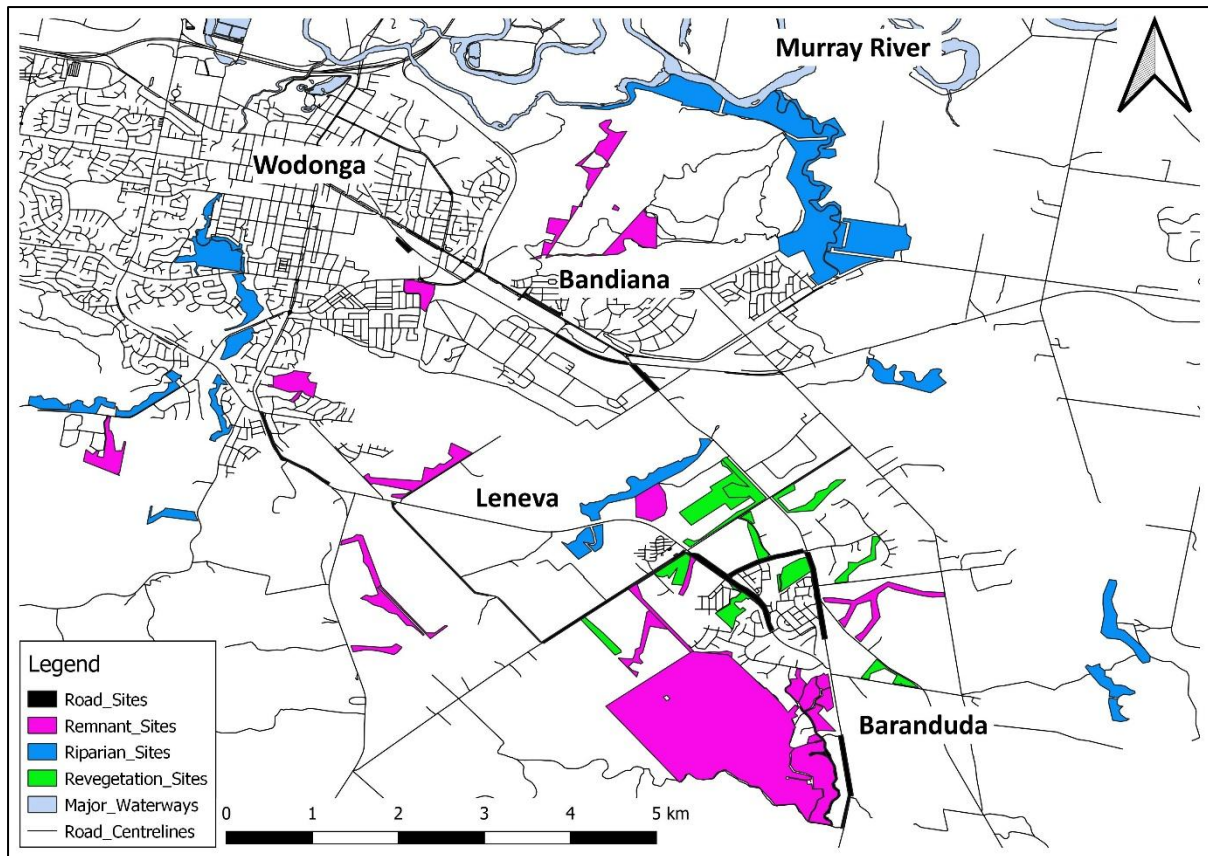 Murray River
Wodonga
Bandiana
Leneva
Baranduda
Legend
Road_Sites
Remnant_Sites
Riparian_Sites
Revegetation_Sites
Major_Waterways
Road_Centrelines
0 1 2 3 4 5 km